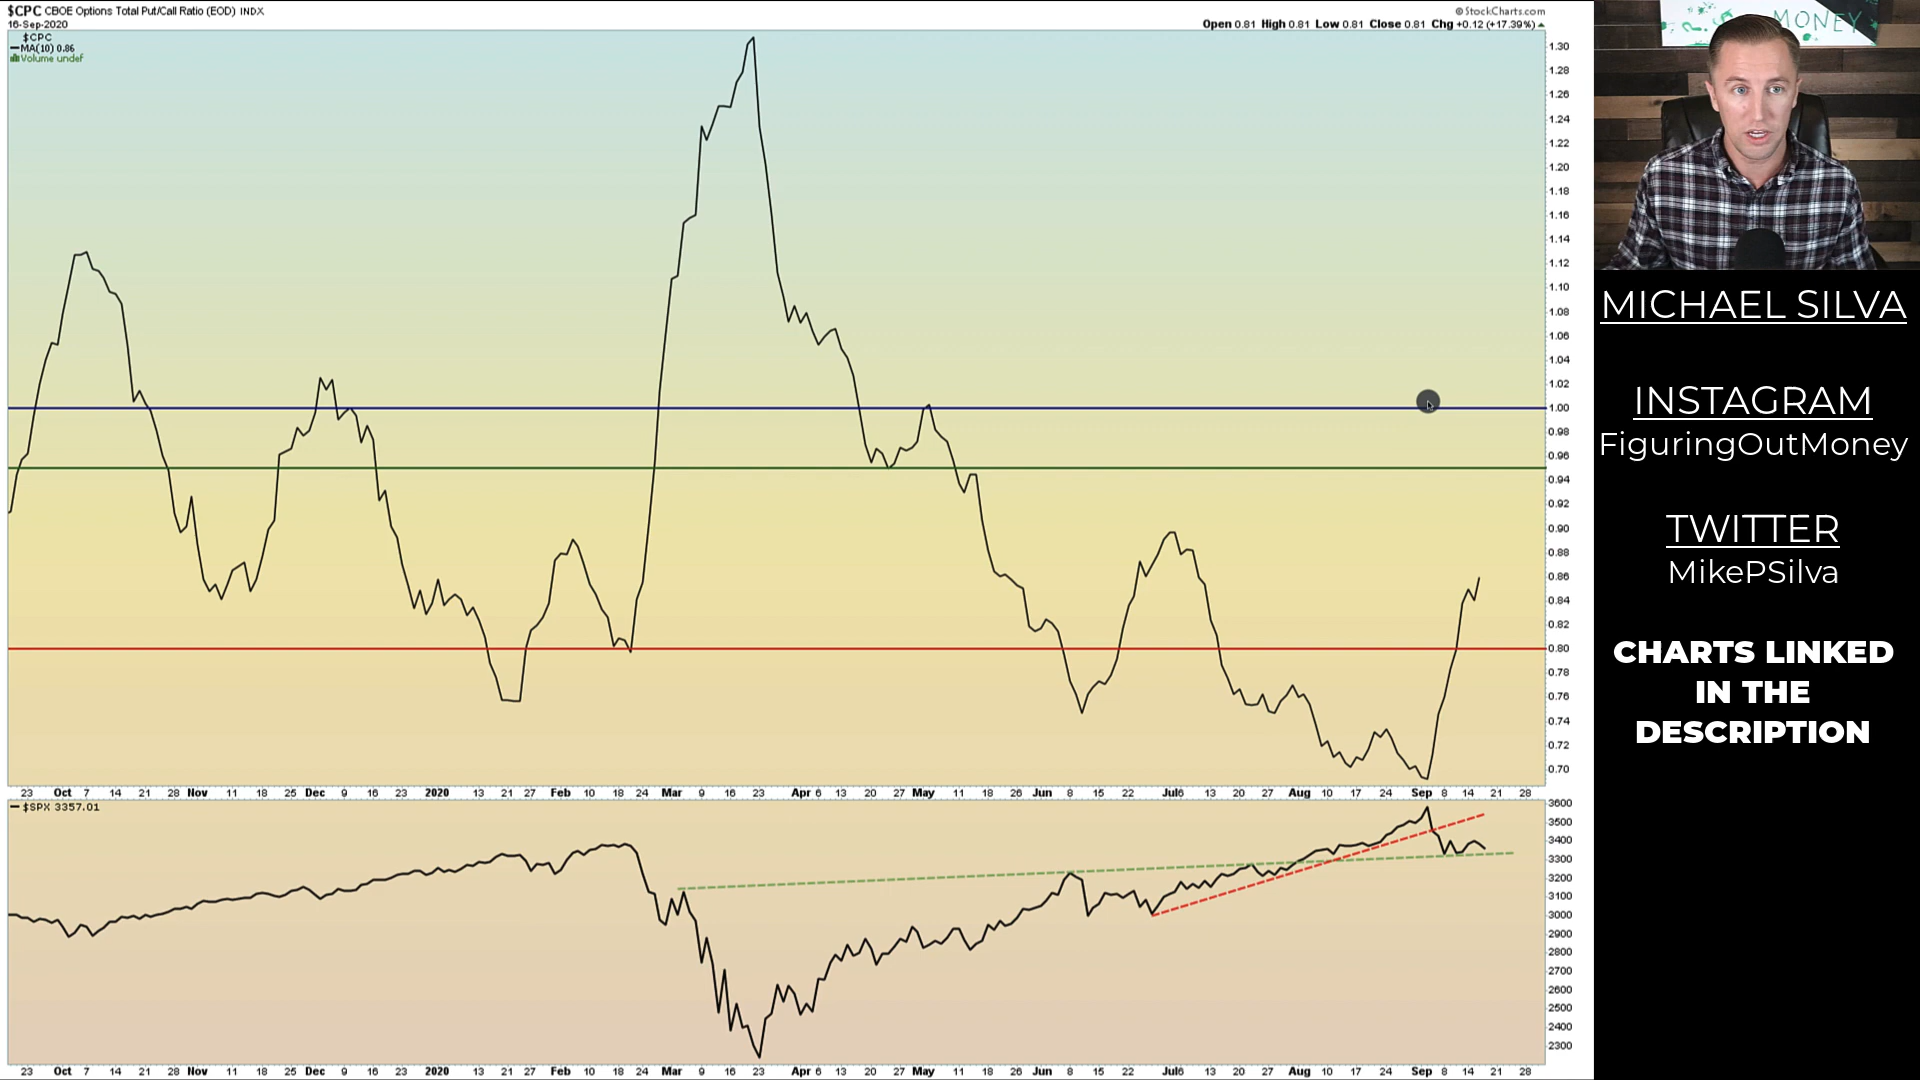 $CPC CBOE Options Total Put/Call Ratio (EOD) INDX
© StockCharts.com
16-Sep-2020
Open 0.81 High 0.81 Low 0.81 Close 0.81 Chg +0.12 (+17.39%)
$CPC
MA(10) 0.86
Volume undef
1.30
1.28
1.26
1.24
1.22
1.20
1.18
1.16
1.14
1.12
1.10
1.08
1.06
1.04
1.02
1.00
0.98
0.96
0.94
0.92
0.90
0.88
0.86
0.84
0.82
0.80
0.78
0.76
0.74
0.72
0.70
23 Oct 7 14 21 28 Nov 11 18 25 Dec 9 16 23 2020 13 21 27 Feb 10 18 24 Mar 9 16 23 Apr 6 13 20 27 May 11 18 26 Jun 8 15 22 Jul 6 13 20 27 Aug 10 17 24 Sep 8 14 21 28
$SPX 3357.01
3600
3500
3400
3300
3200
3100
3000
2900
2800
2700
2600
2500
2400
2300
23 Oct 7 14 21 28 Nov 11 18 25 Dec 9 16 23 2020 13 21 27 Feb 10 18 24 Mar 9 16 23 Apr 6 13 20 27 May 11 18 26 Jun 8 15 22 Jul 6 13 20 27 Aug 10 17 24 Sep 8 14 21 28
MONEY
MICHAEL SILVA
INSTAGRAM
FiguringOutMoney
TWITTER
MikePSilva
CHARTS LINKED
IN THE
DESCRIPTION